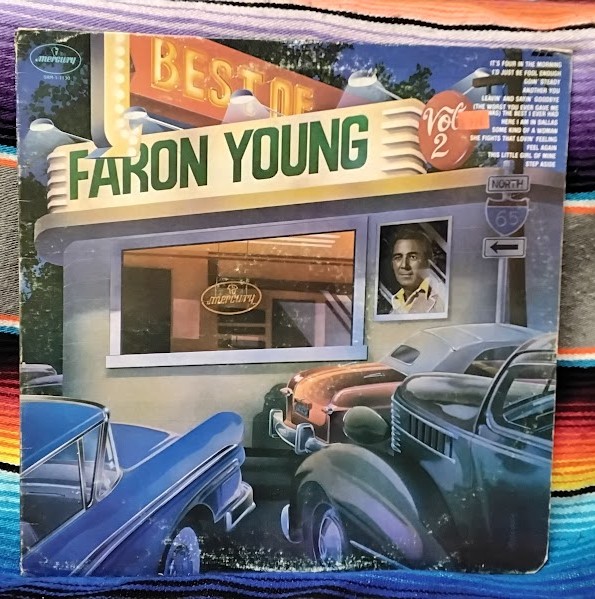 mercury
BEST OF
FARON YOUNG
Vol.
2
IT'S FOUR IN THE MORNING
I'D JUST BE FOOL ENOUGH
GOIN' STEADY
ANOTHER YOU
LEAVIN' AND SAYIN' GOODBYE
(THE WORST YOU EVER GAVE ME
WAS) THE BEST I EVER HAD
HERE I AM IN DALLAS
SOME KIND OF A WOMAN
SHE FIGHTS THAT LOVIN' FEELING
FEEL AGAIN
THIS LITTLE GIRL OF MINE
STEP ASIDE
NORTH
65
mercury